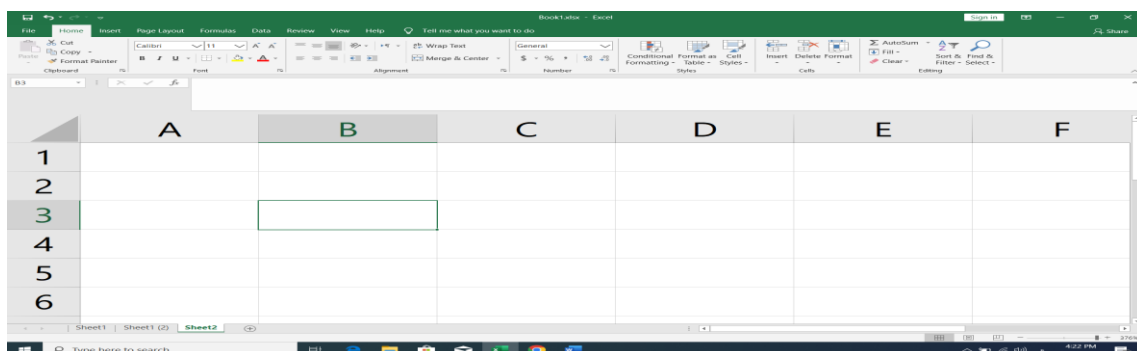 Book1.xlsx - Excel
Sign in
File Home Insert Page Layout Formulas Data Review View Help Tell me what you want to do
Share
Paste
Cut
Copy
Format Painter
Calibri 11 A A
B I U A
Wrap Text
Merge & Center
General
$ % ,
Conditional Formatting
Format as Table
Cell Styles
Insert Delete Format
AutoSum
Fill
Clear
Sort & Filter
Find & Select
Clipboard Font Alignment Number Styles Cells Editing
B3 fx
A B C D E F
1
2
3
4
5
6
Sheet1 Sheet1 (2) Sheet2
276%
Type here to search
4:22 PM